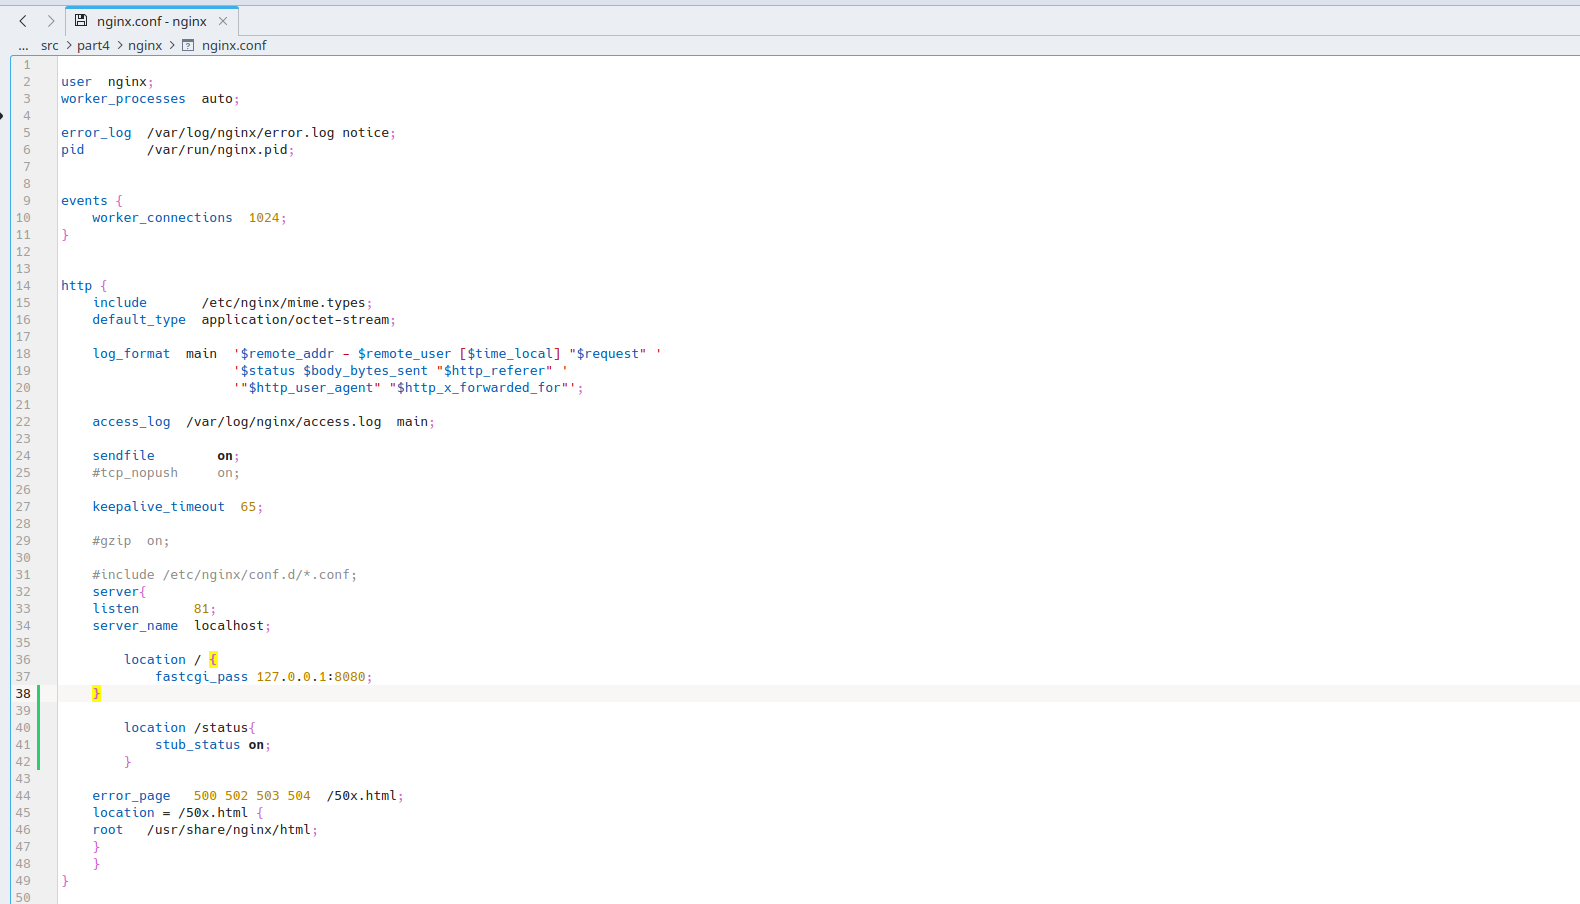 nginx.conf - nginx
... src > part4 > nginx > nginx.conf
1
2 user  nginx;
3 worker_processes  auto;
4
5 error_log  /var/log/nginx/error.log notice;
6 pid        /var/run/nginx.pid;
7
8
9 events {
10     worker_connections  1024;
11 }
12
13
14 http {
15     include       /etc/nginx/mime.types;
16     default_type  application/octet-stream;
17
18     log_format  main  '$remote_addr - $remote_user [$time_local] "$request" '
19                       '$status $body_bytes_sent "$http_referer" '
20                       '"$http_user_agent" "$http_x_forwarded_for"';
21
22     access_log  /var/log/nginx/access.log  main;
23
24     sendfile        on;
25     #tcp_nopush     on;
26
27     keepalive_timeout  65;
28
29     #gzip  on;
30
31     #include /etc/nginx/conf.d/*.conf;
32     server{
33     listen       81;
34     server_name  localhost;
35
36         location / {
37             fastcgi_pass 127.0.0.1:8080;
38     }
39
40         location /status{
41             stub_status on;
42         }
43
44     error_page   500 502 503 504  /50x.html;
45     location = /50x.html {
46     root   /usr/share/nginx/html;
47     }
48     }
49 }
50